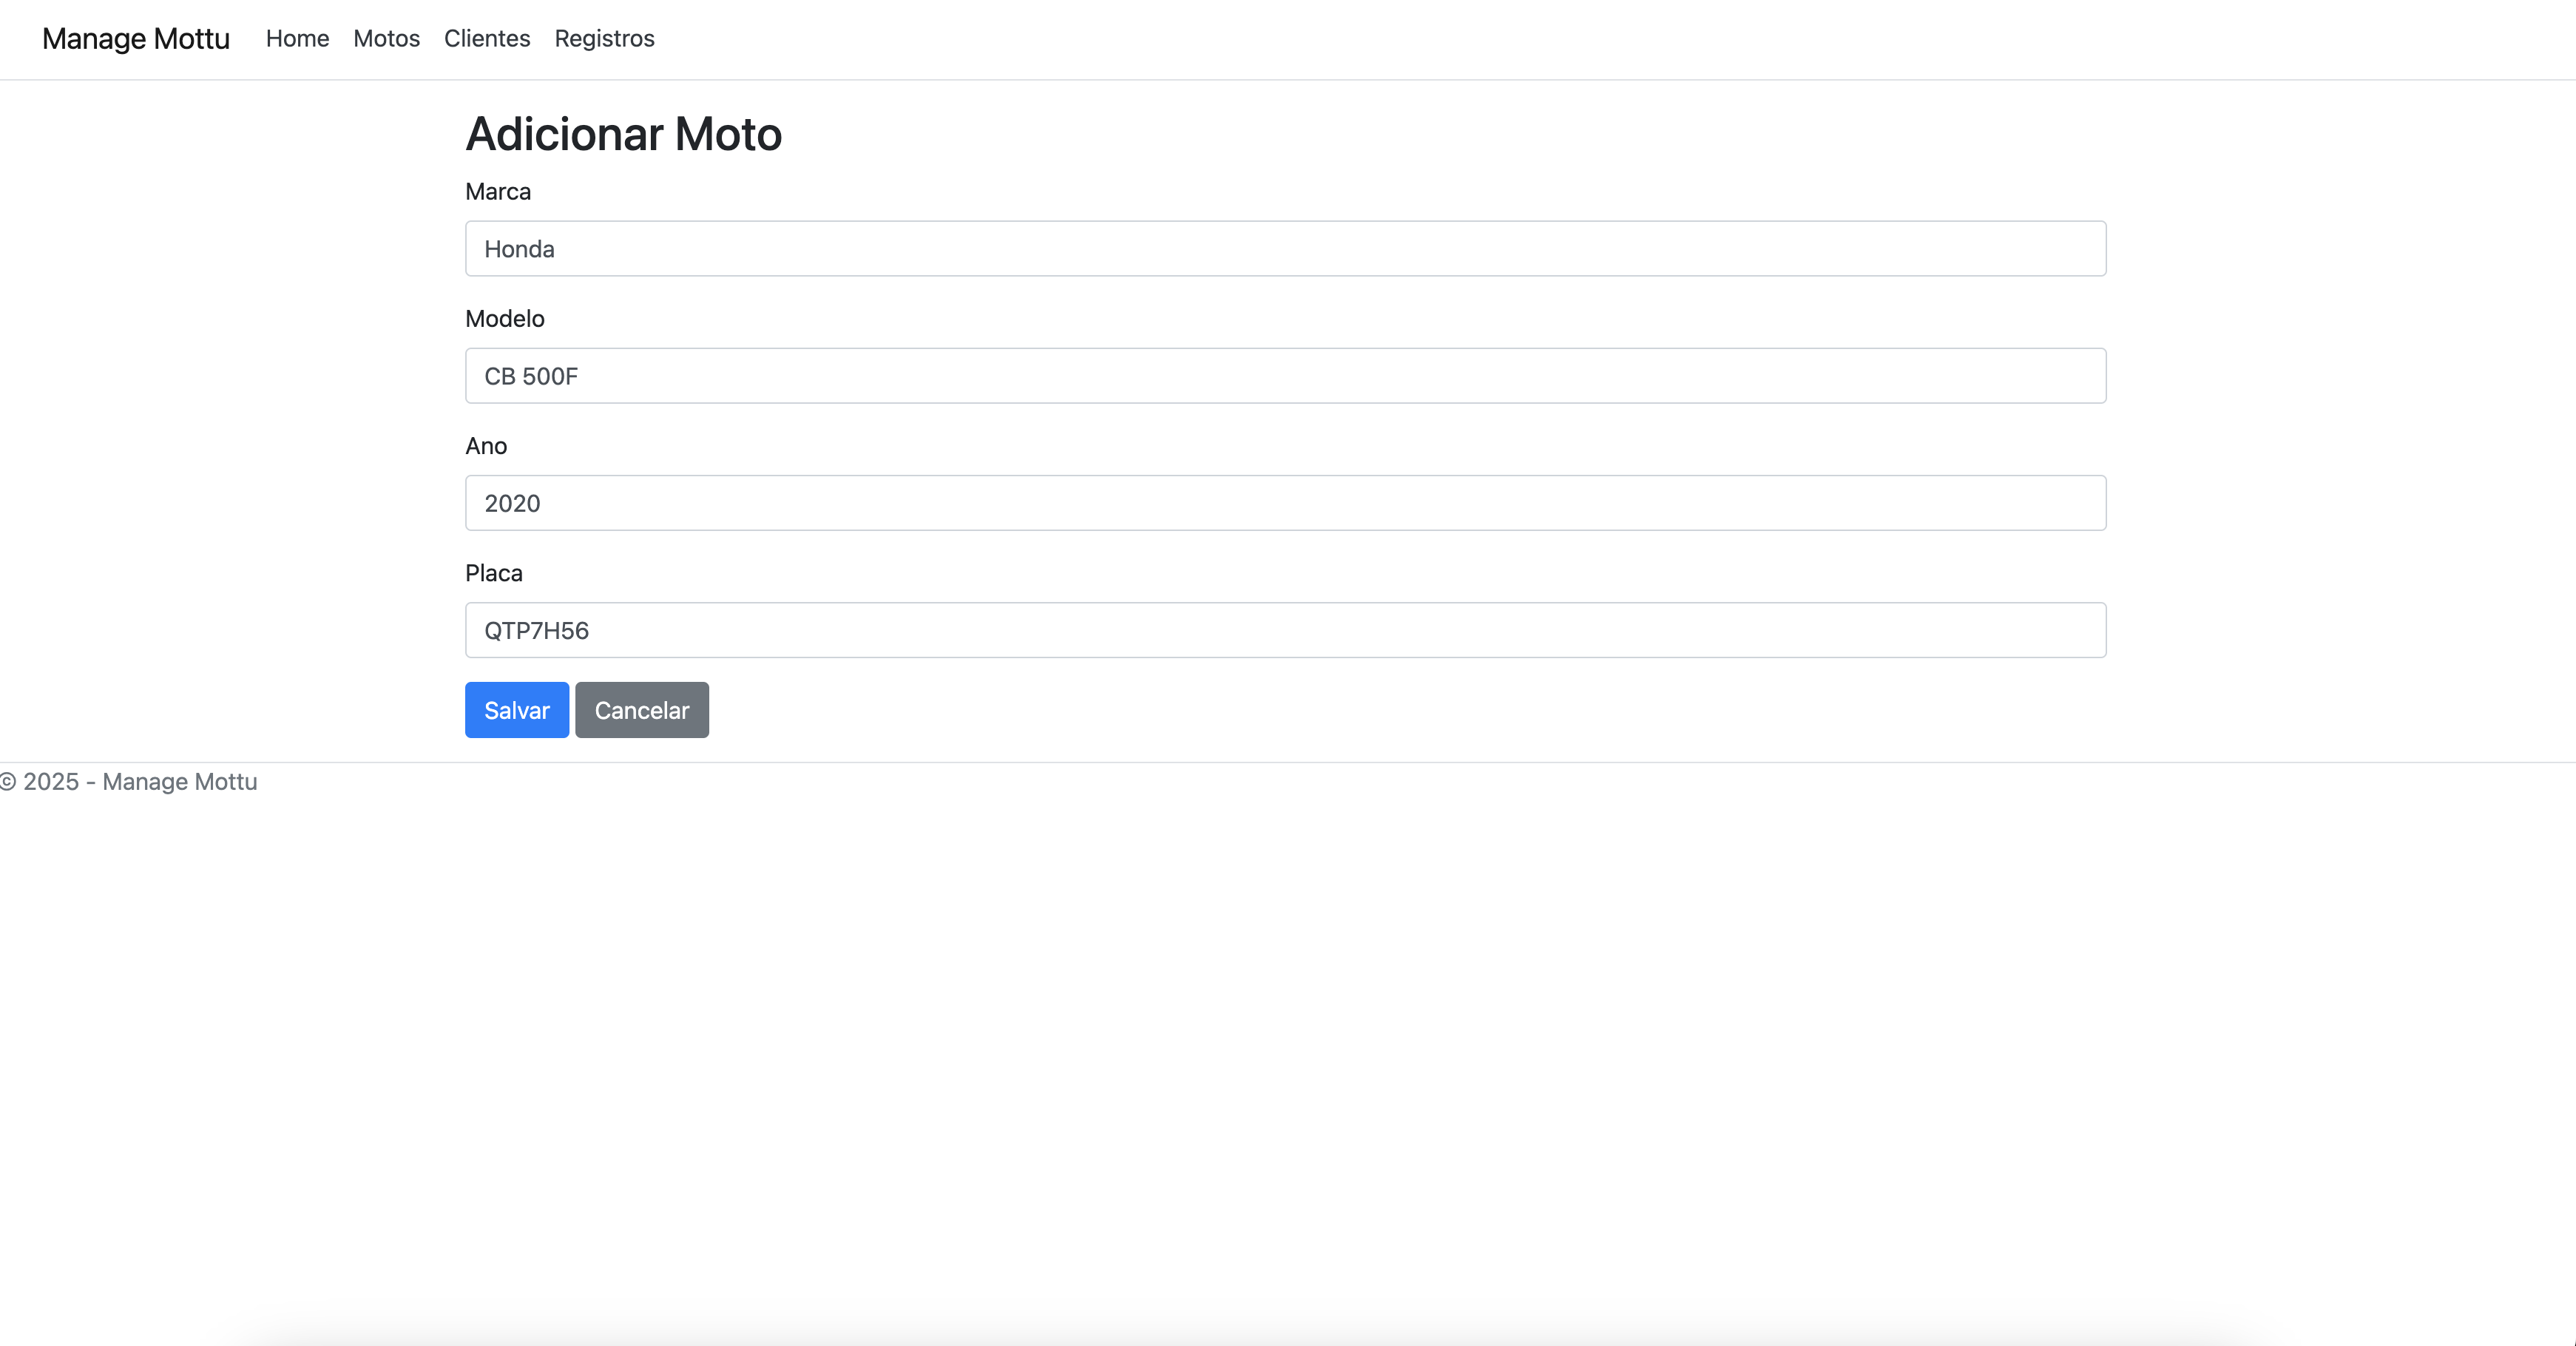 Manage Mottu Home Motos Clientes Registros
Adicionar Moto
Marca
Honda
Modelo
CB 500F
Ano
2020
Placa
QTP7H56
Salvar Cancelar
© 2025 - Manage Mottu